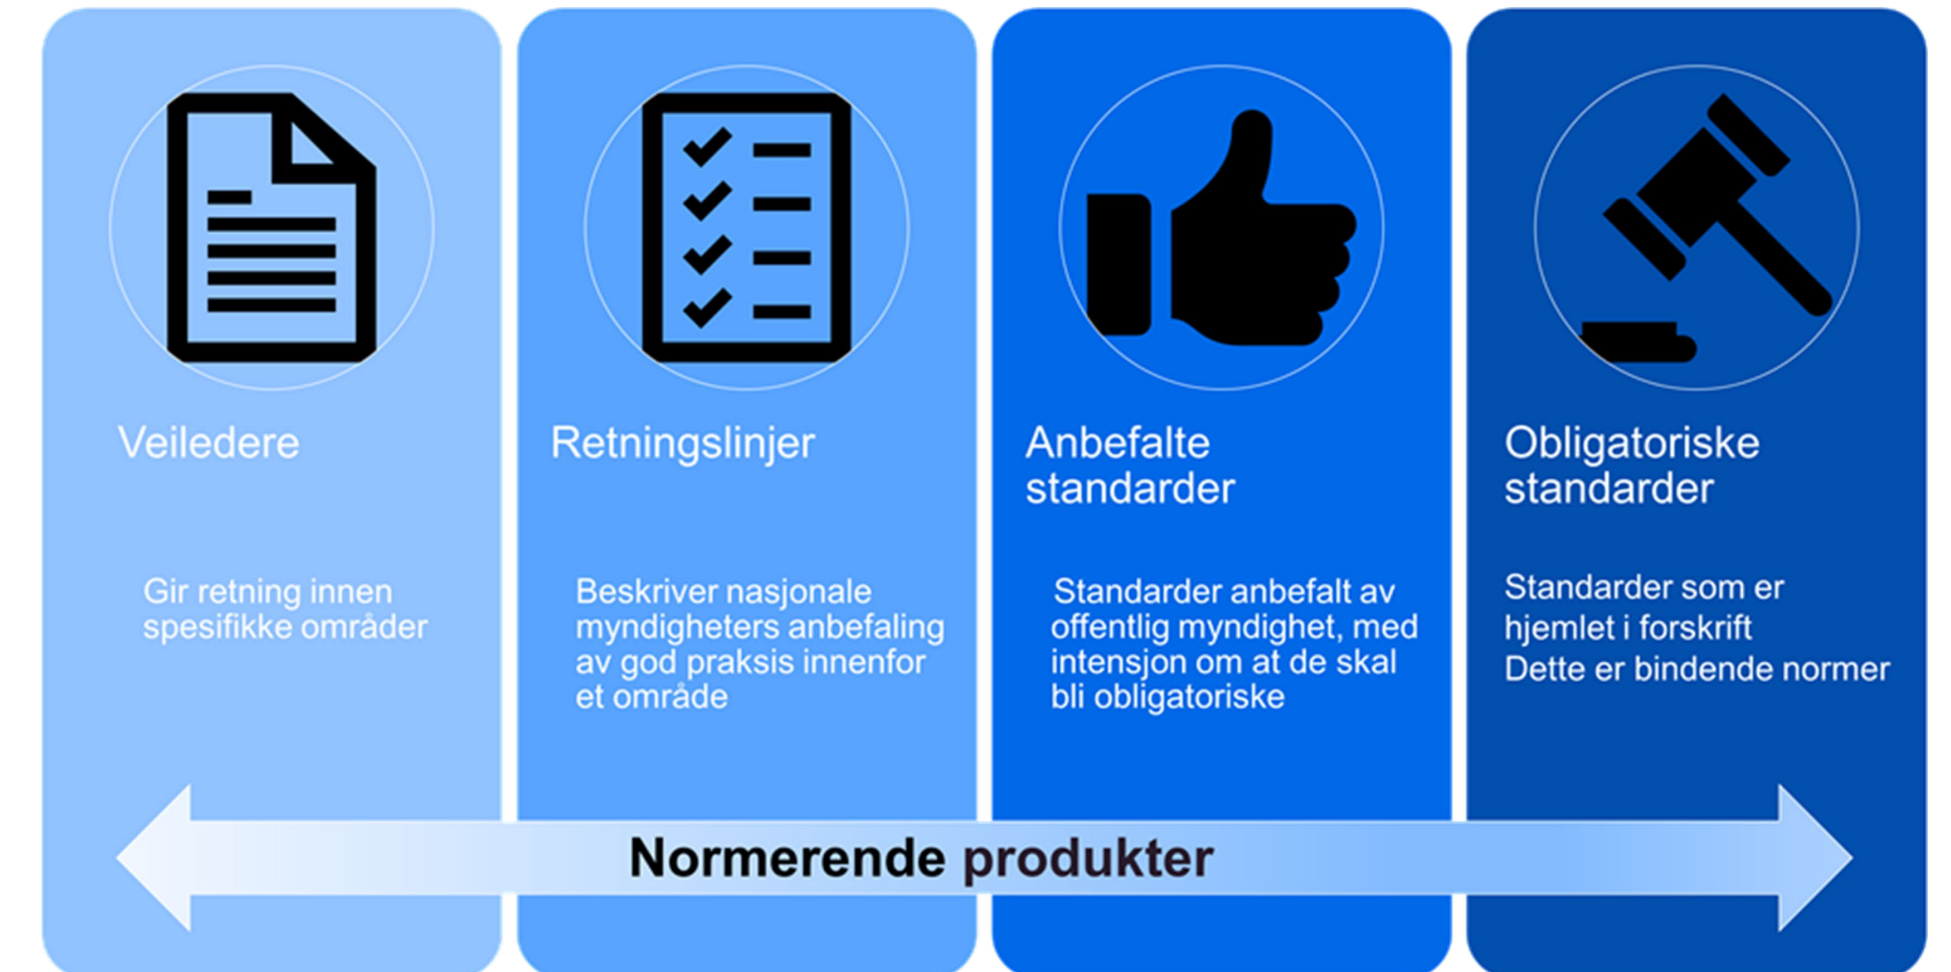 Veiledere
Gir retning innen
spesifikke områder
Retningslinjer
Beskriver nasjonale
myndigheters anbefaling
av god praksis innenfor
et område
Anbefalte
standarder
Standarder anbefalt av
offentlig myndighet, med
intensjon om at de skal
bli obligatoriske
Obligatoriske
standarder
Standarder som er
hjemlet i forskrift
Dette er bindende normer
Normerende produkter